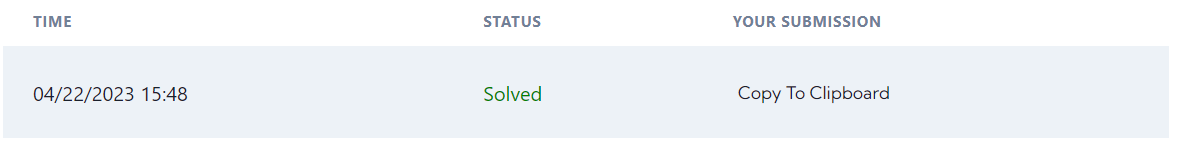 TIME STATUS YOUR SUBMISSION
04/22/2023 15:48 Solved Copy To Clipboard